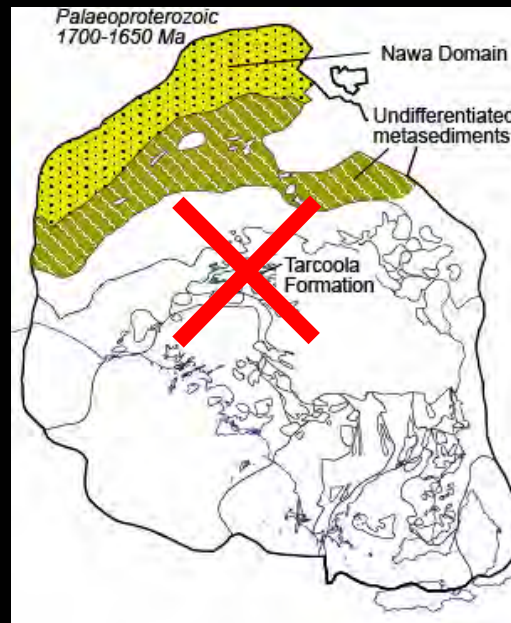 Palaeoproterozoic
1700-1650 Ma
Nawa Domain
Undifferentiated
metasediments
Tarcoola
Formation